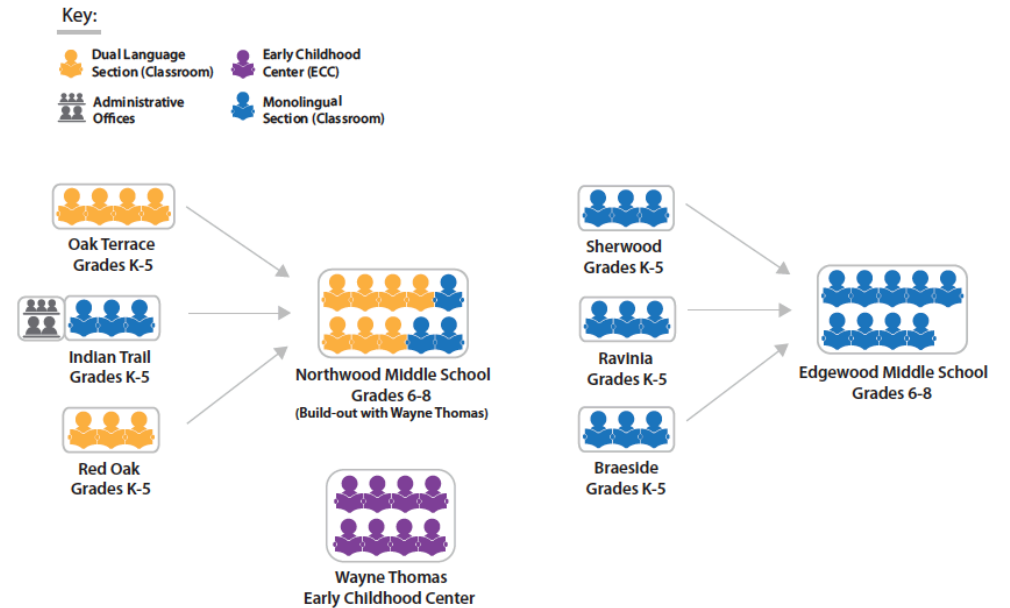 Key:
Dual Language
Section (Classroom)
Early Childhood
Center (ECC)
Administrative
Offices
Monolingual
Section (Classroom)
Oak Terrace
Grades K-5
Indian Trail
Grades K-5
Red Oak
Grades K-5
Northwood Middle School
Grades 6-8
(Build-out with Wayne Thomas)
Wayne Thomas
Early Childhood Center
Sherwood
Grades K-5
Ravinia
Grades K-5
Braeside
Grades K-5
Edgewood Middle School
Grades 6-8